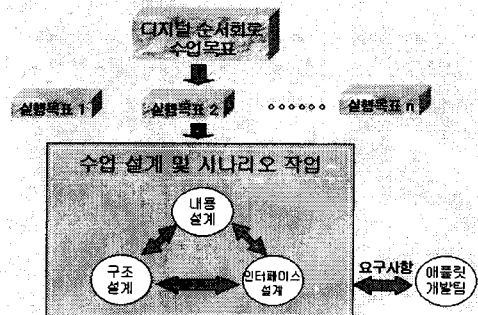 디지털 순서회로
수업목표
실행목표 1
실행목표 2
실행목표 n
수업 설계 및 시나리오 작업
내용
설계
구조
설계
인터페이스
설계
요구사항
애플릿
개발팀